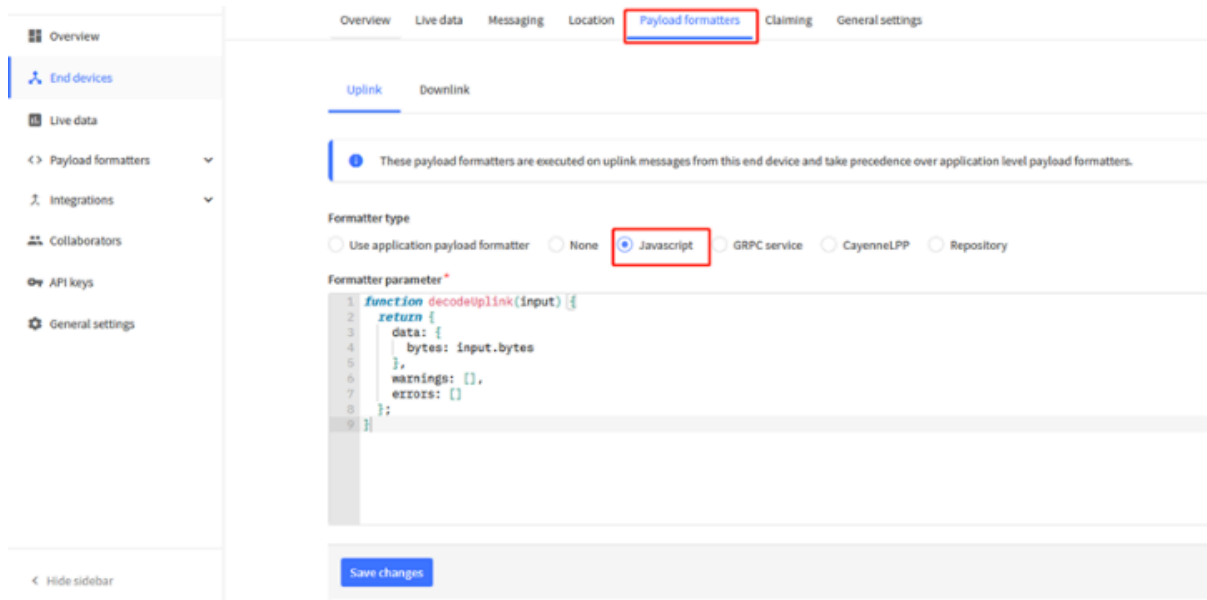 Overview
End devices
Live data
Payload formatters
Integrations
Collaborators
API keys
General settings
Hide sidebar
Overview Live data Messaging Location Payload formatters Claiming General settings
Uplink Downlink
These payload formatters are executed on uplink messages from this end device and take precedence over application level payload formatters.
Formatter type
Use application payload formatter None Javascript GRPC service CayenneLPP Repository
Formatter parameter*
1 function decodeUplink(input) {
2 return {
3 data: {
4 bytes: input.bytes
5 },
6 warnings: [],
7 errors: []
8 };
9 }
Save changes